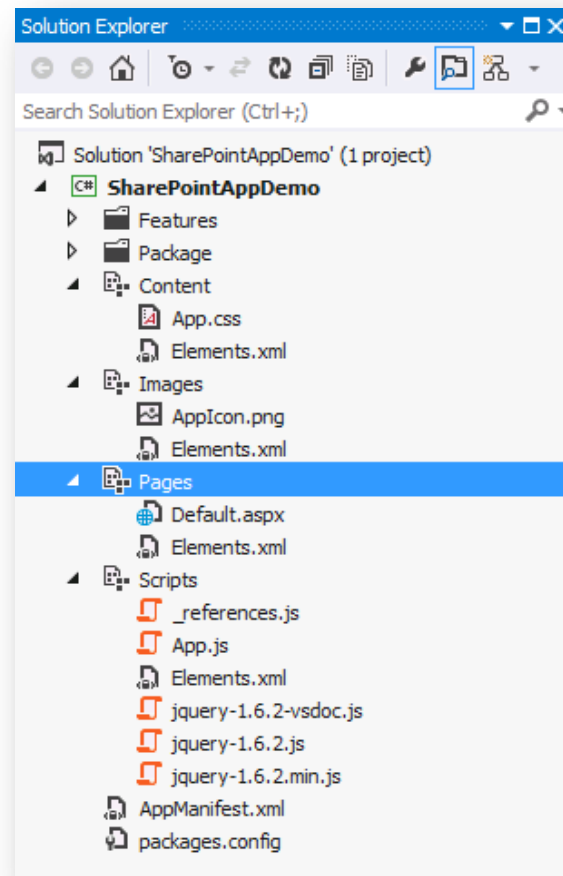 Solution Explorer
Search Solution Explorer (Ctrl+;)
Solution 'SharePointAppDemo' (1 project)
C# SharePointAppDemo
Features
Package
Content
App.css
Elements.xml
Images
AppIcon.png
Elements.xml
Pages
Default.aspx
Elements.xml
Scripts
_references.js
App.js
Elements.xml
jquery-1.6.2-vsdoc.js
jquery-1.6.2.js
jquery-1.6.2.min.js
AppManifest.xml
packages.config